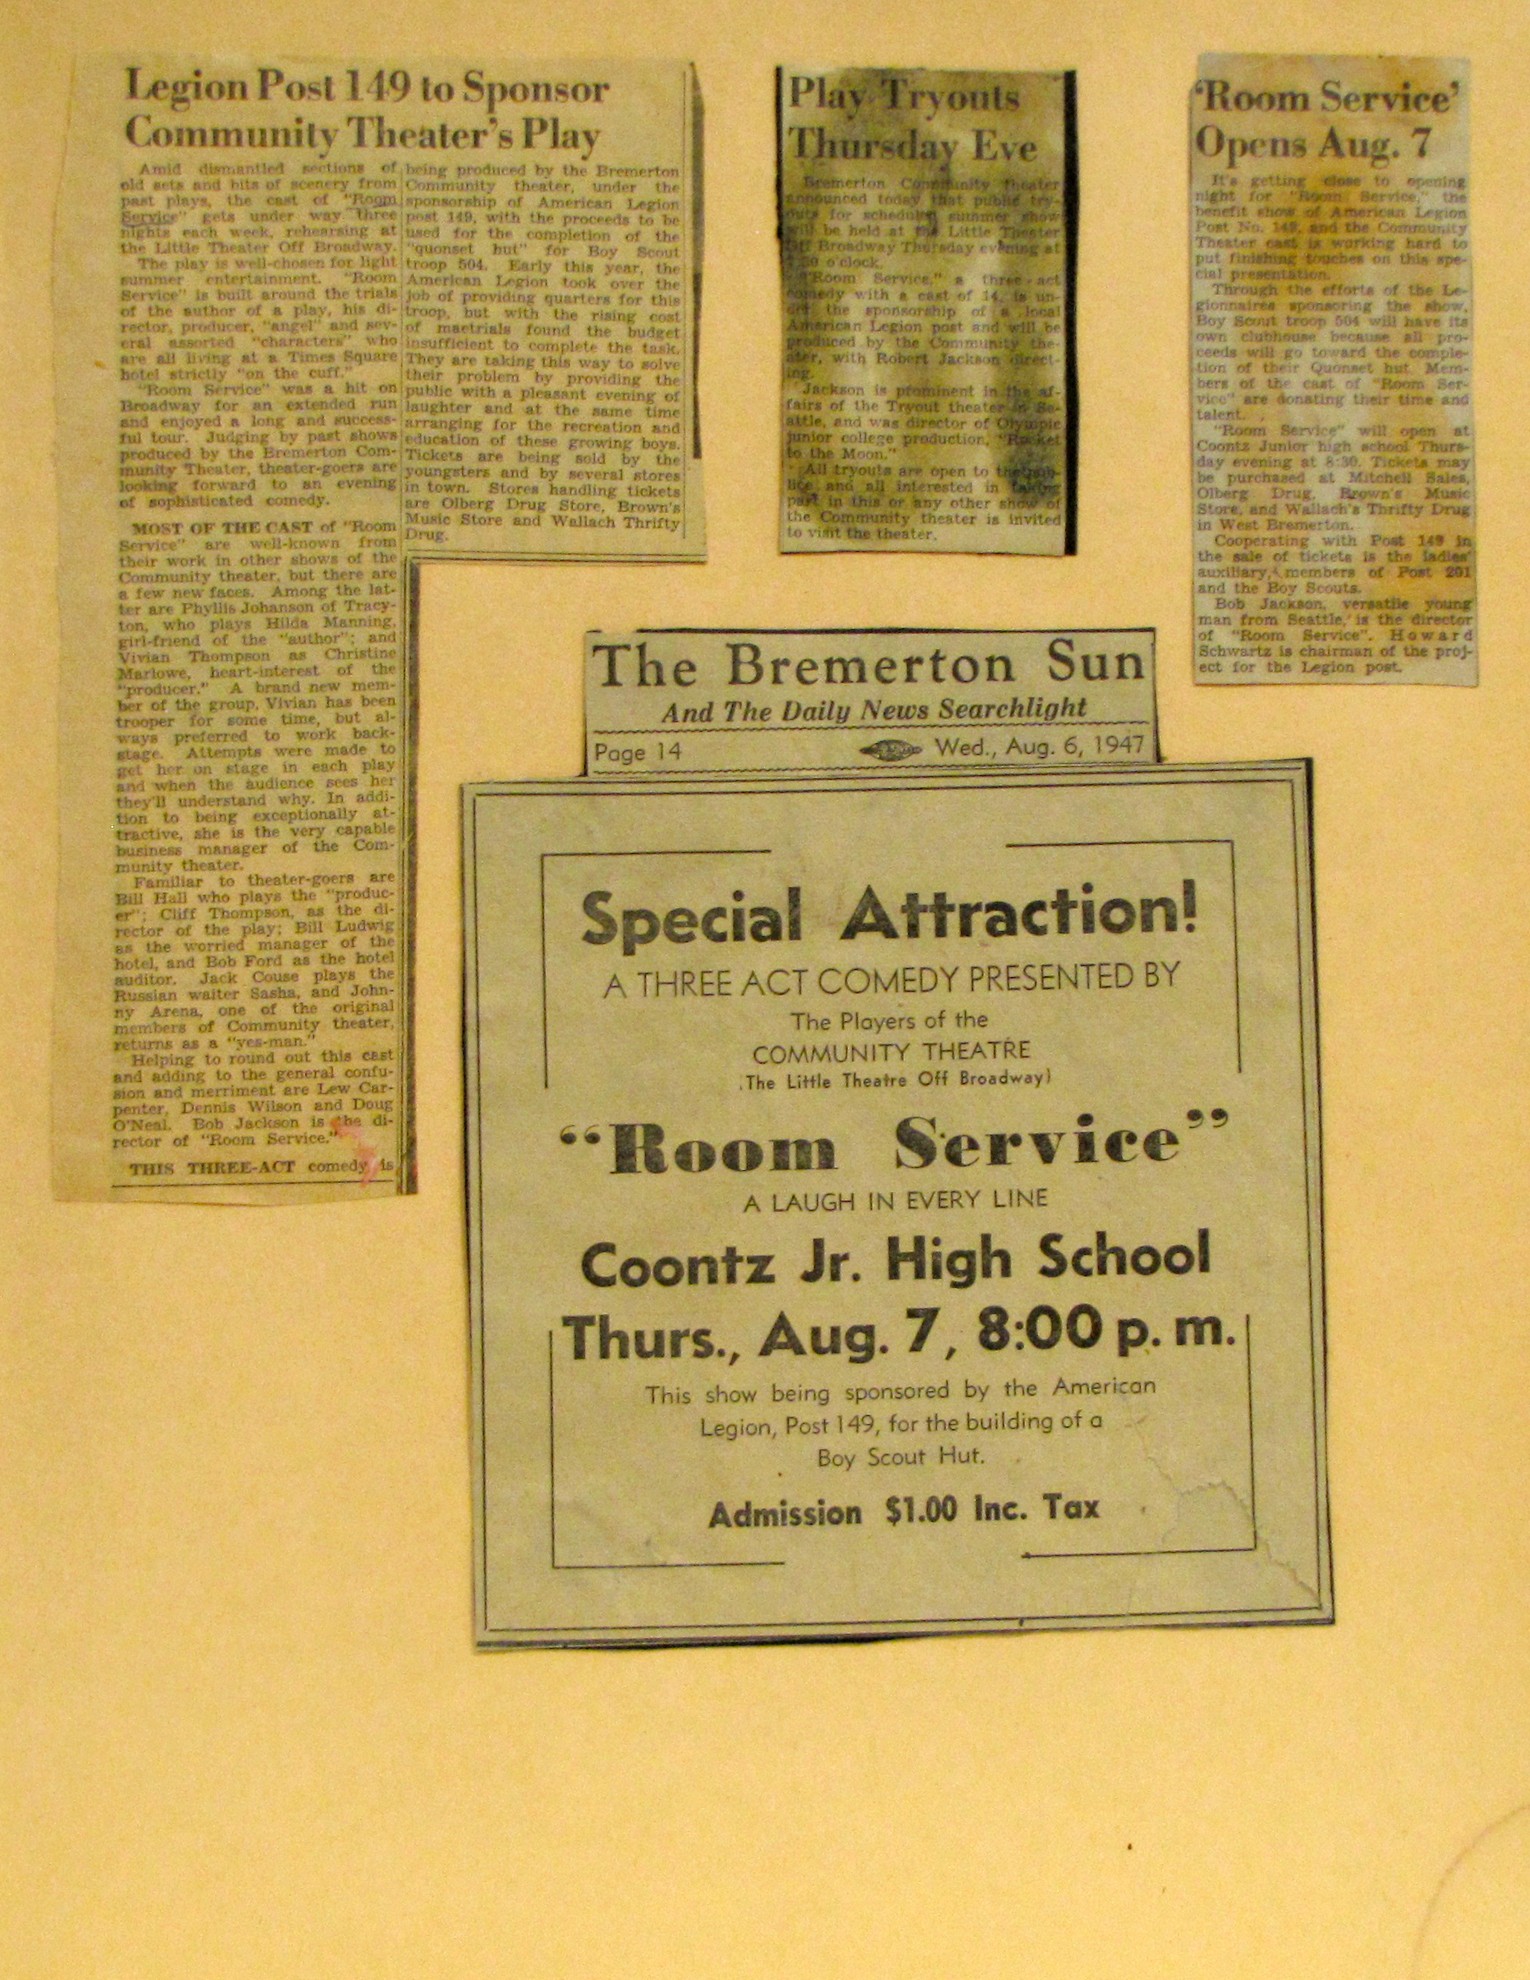 Legion Post 149 to Sponsor
Community Theater's Play
Amid dismantled sections of
old sets and bits of scenery from
past plays, the cast of "Room
Service" gets under way three
nights each week, rehearsing at
the Little Theater Off Broadway.
The play is well-chosen for light
summer entertainment. "Room
Service" is built around the trials
of the author of a play, his di-
rector, producer, "angel" and sev-
eral assorted "characters" who
are all living at a Times Square
hotel strictly "on the cuff."
"Room Service" was a hit on
Broadway for an extended run
and enjoyed a long and success-
ful tour. Judging by past shows
produced by the Bremerton Com-
munity Theater, theater-goers are
looking forward to an evening
of sophisticated comedy.
MOST OF THE CAST of "Room
Service" are well-known from
their work in other shows of the
Community theater, but there are
a few new faces. Among the lat-
ter are Phyllis Johanson of Tracy-
ton, who plays Hilda Manning,
girl-friend of the "author"; and
Vivian Thompson as Christine
Marlowe, heart-interest of the
"producer." A brand new mem-
ber of the group, Vivian has been
trooper for some time, but al-
ways preferred to work back-
stage. Attempts were made to
get her on stage in each play
and when the audience sees her
they'll understand why. In addi-
tion to being exceptionally at-
tractive, she is the very capable
business manager of the Com-
munity theater.
Familiar to theater-goers are
Bill Hall who plays the "produc-
er"; Cliff Thompson, as the di-
rector of the play; Bill Ludwig
as the worried manager of the
hotel, and Bob Ford as the hotel
auditor. Jack Couse plays the
Russian waiter Sasha, and John-
ny Arena, one of the original
members of Community theater,
returns as a "yes-man."
Helping to round out this cast
and adding to the general confu-
sion and merriment are Lew Car-
penter, Dennis Wilson and Doug
O'Neal. Bob Jackson is the di-
rector of "Room Service."
THIS THREE-ACT comedy is
being produced by the Bremerton
Community theater, under the
sponsorship of American Legion
post 149, with the proceeds to be
used for the completion of the
"quonset hut" for Boy Scout
troop 504. Early this year, the
American Legion took over the
job of providing quarters for this
troop, but with the rising cost
of maetrials found the budget
insufficient to complete the task.
They are taking this way to solve
their problem by providing the
public with a pleasant evening of
laughter and at the same time
arranging for the recreation and
education of these growing boys.
Tickets are being sold by the
youngsters and by several stores
in town. Stores handling tickets
are Olberg Drug Store, Brown's
Music Store and Wallach Thrifty
Drug.
Play Tryouts
Thursday Eve
Bremerton Community theater
announced today that public try-
outs for scheduled summer show
will be held at the Little Theater
Off Broadway Thursday evening at
o'clock.
"Room Service," a three-act
comedy with a cast of 14, is un-
der the sponsorship of a local
American Legion post and will be
produced by the Community the-
ater, with Robert Jackson direct-
ing.
Jackson is prominent in the af-
fairs of the Tryout theater in Se-
attle, and was director of Olympic
junior college production, "Rocket
to the Moon."
All tryouts are open to the pub-
lic, and all interested in taking
part in this or any other show of
the Community theater is invited
to visit the theater.
'Room Service'
Opens Aug. 7
It's getting close to opening
night for "Room Service," the
benefit show of American Legion
Post No. 149, and the Community
Theater cast is working hard to
put finishing touches on this spe-
cial presentation.
Through the efforts of the Le-
gionnaires sponsoring the show,
Boy Scout troop 504 will have its
own clubhouse because all pro-
ceeds will go toward the comple-
tion of their Quonset hut. Mem-
bers of the cast of "Room Ser-
vice" are donating their time and
talent.
"Room Service" will open at
Coontz Junior high school Thurs-
day evening at 8:30. Tickets may
be purchased at Mitchell Sales,
Olberg Drug, Brown's Music
Store, and Wallach's Thrifty Drug
in West Bremerton.
Cooperating with Post 149 in
the sale of tickets is the ladies'
auxiliary, members of Post 201
and the Boy Scouts.
Bob Jackson, versatile young
man from Seattle, is the director
of "Room Service". Howard
Schwartz is chairman of the proj-
ect for the Legion post.
The Bremerton Sun
And The Daily News Searchlight
Page 14 Wed., Aug. 6, 1947
Special Attraction!
A THREE ACT COMEDY PRESENTED BY
The Players of the
COMMUNITY THEATRE
(The Little Theatre Off Broadway)
"Room Service"
A LAUGH IN EVERY LINE
Coontz Jr. High School
Thurs., Aug. 7, 8:00 p. m.
This show being sponsored by the American
Legion, Post 149, for the building of a
Boy Scout Hut.
Admission $1.00 Inc. Tax